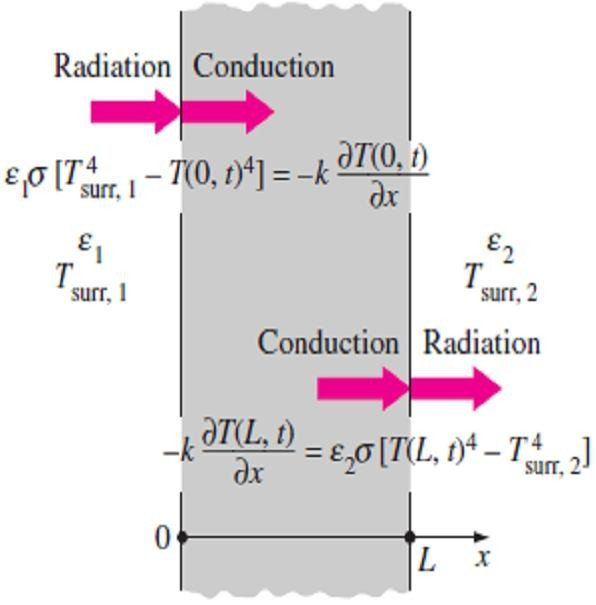 Radiation Conduction
ε₁σ [T⁴surr, 1 – T(0, t)⁴] = –k ∂T(0, t)/∂x
ε₁ ε₂
Tsurr, 1 Tsurr, 2
Conduction Radiation
–k ∂T(L, t)/∂x = ε₂σ [T(L, t)⁴ – T⁴surr, 2]
0 L x